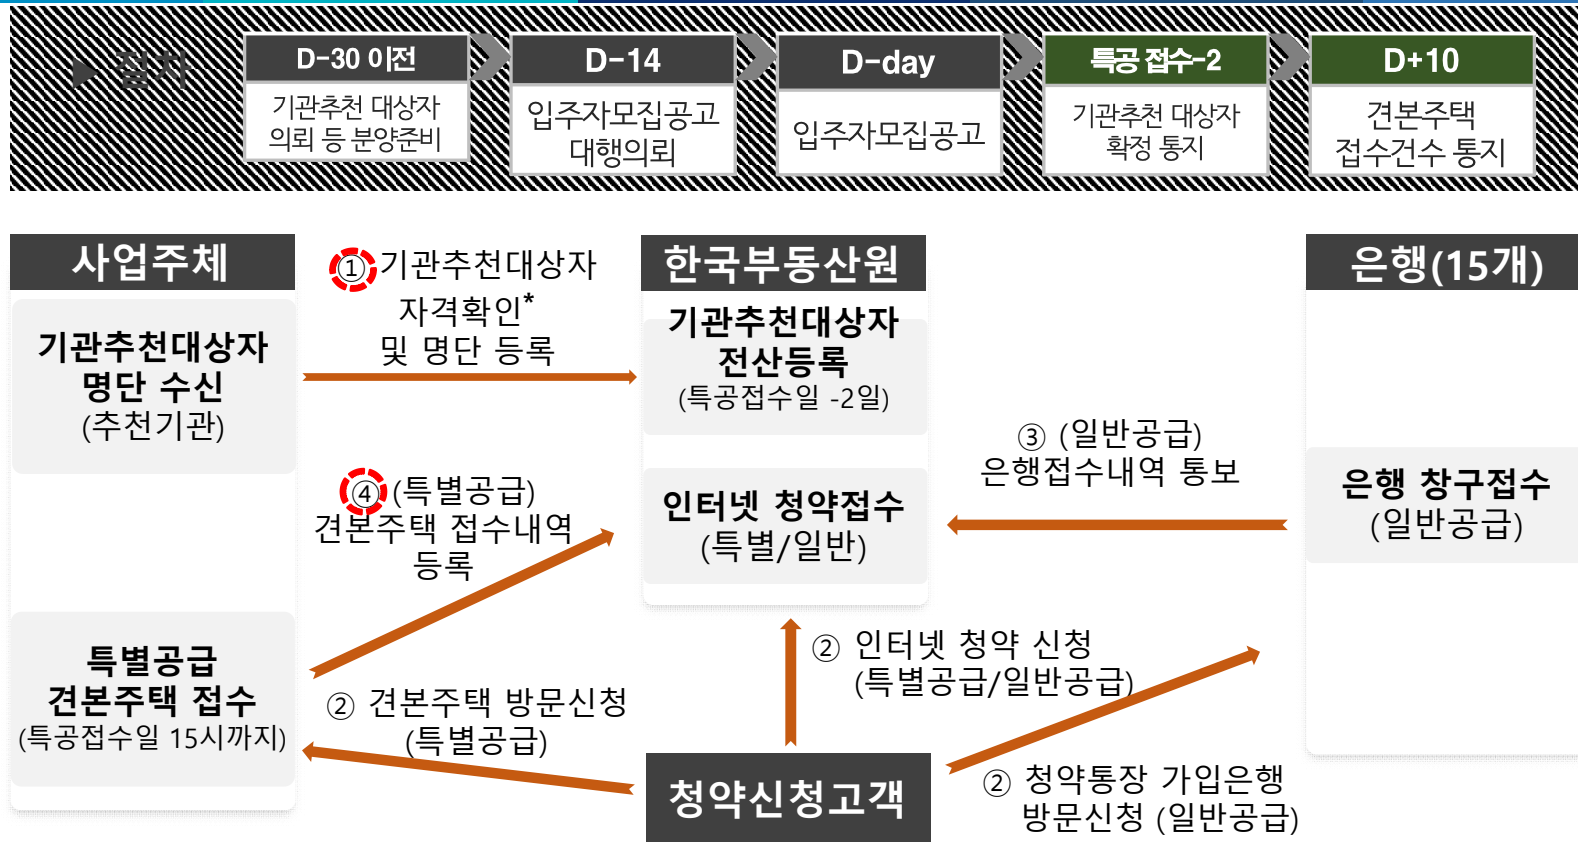 ▶ 절차
D-30 이전
기관추천 대상자
의뢰 등 분양준비
D-14
입주자모집공고
대행의뢰
D-day
입주자모집공고
특공 접수-2
기관추천 대상자
확정 통지
D+10
견본주택
접수건수 통지
사업주체
기관추천대상자
명단 수신
(추천기관)
특별공급
견본주택 접수
(특공접수일 15시까지)
① 기관추천대상자
자격확인*
및 명단 등록
④ (특별공급)
견본주택 접수내역
등록
② 견본주택 방문신청
(특별공급)
한국부동산원
기관추천대상자
전산등록
(특공접수일 -2일)
인터넷 청약접수
(특별/일반)
② 인터넷 청약 신청
(특별공급/일반공급)
청약신청고객
③ (일반공급)
은행접수내역 통보
② 청약통장 가입은행
방문신청 (일반공급)
은행(15개)
은행 창구접수
(일반공급)